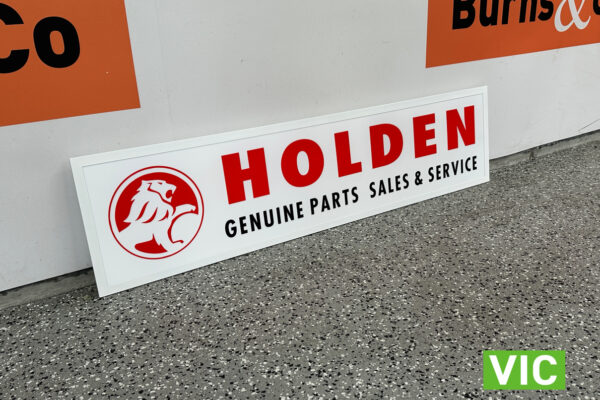 Co
Burns&
HOLDEN
GENUINE PARTS SALES & SERVICE
VIC